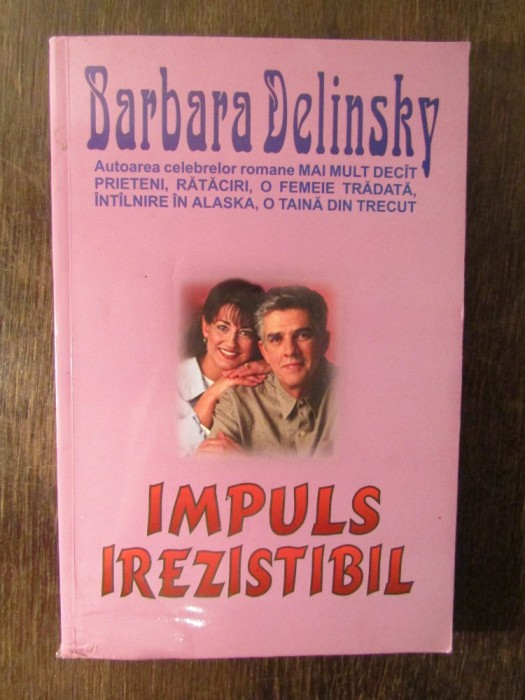 Barbara Delinsky
Autoarea celebrelor romane MAI MULT DECÎT
PRIETENI, RĂTĂCIRI, O FEMEIE TRĂDATĂ,
ÎNTÎLNIRE ÎN ALASKA, O TAINĂ DIN TRECUT
IMPULS
IREZISTIBIL